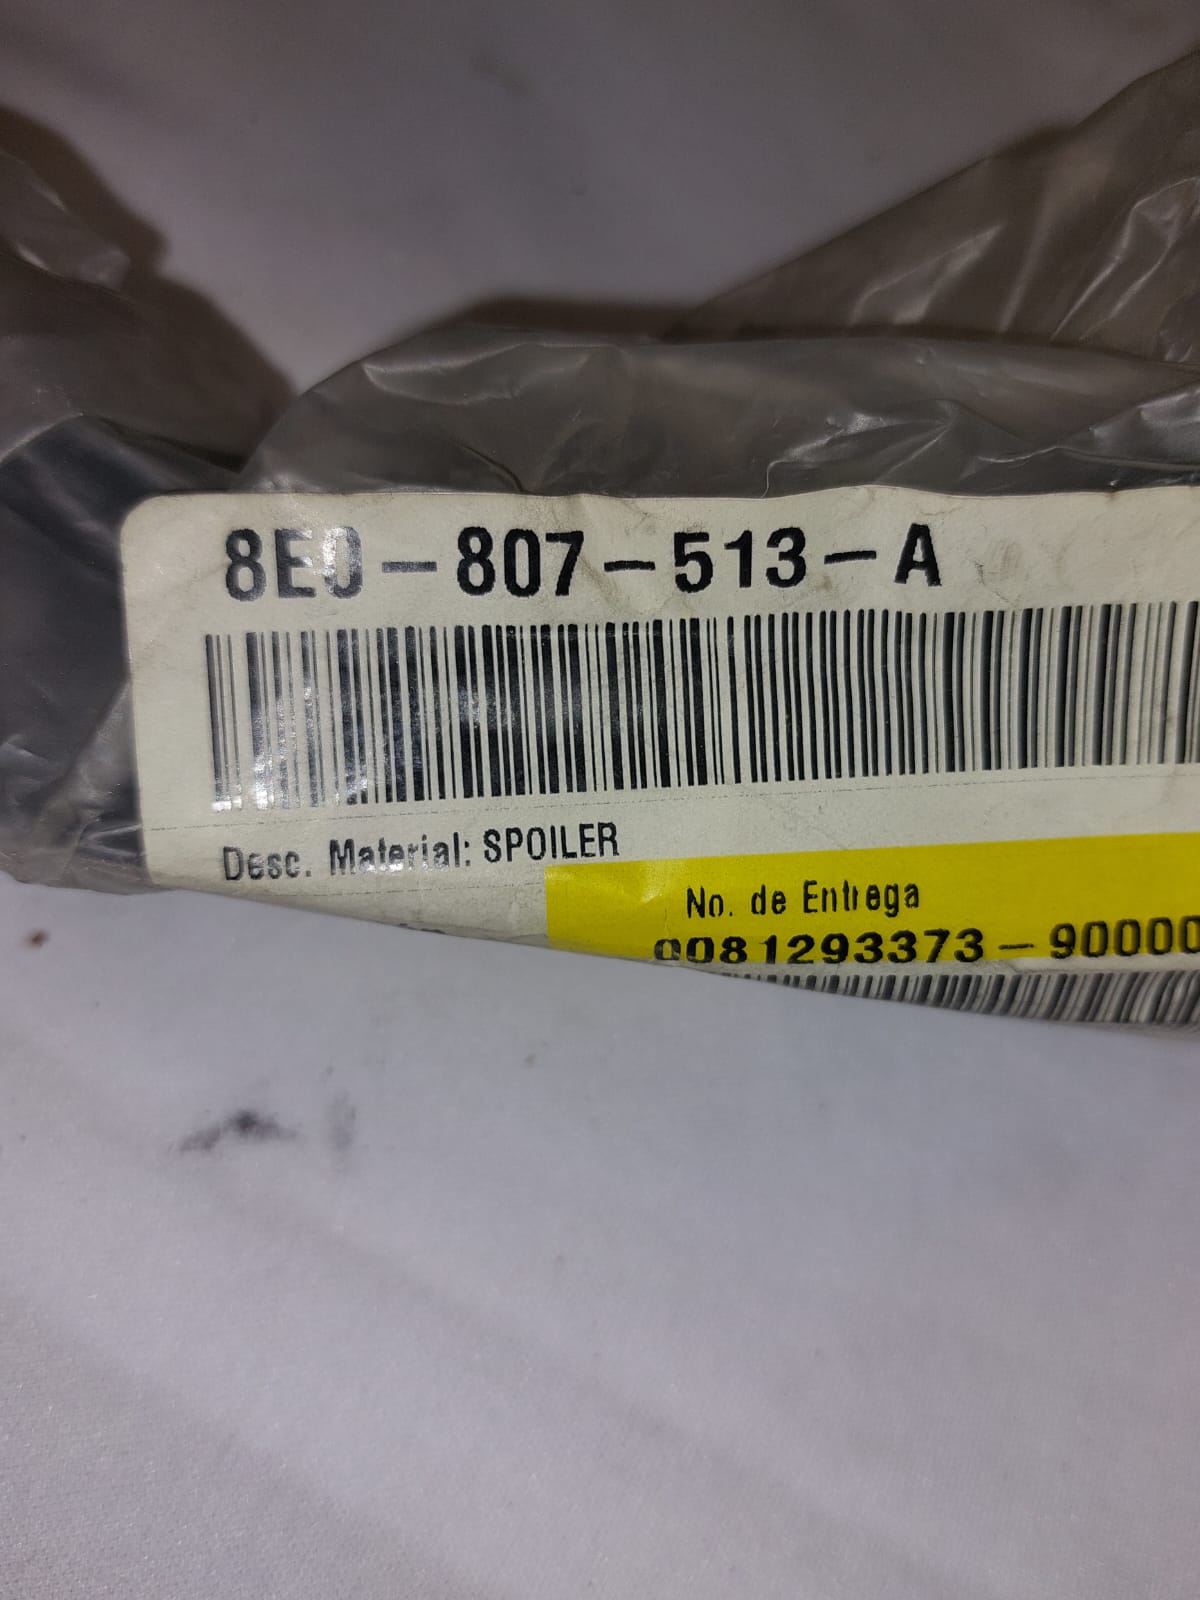 8E0-807-513-A
Desc. Material: SPOILER
No. de Entrega
0081293373-90000